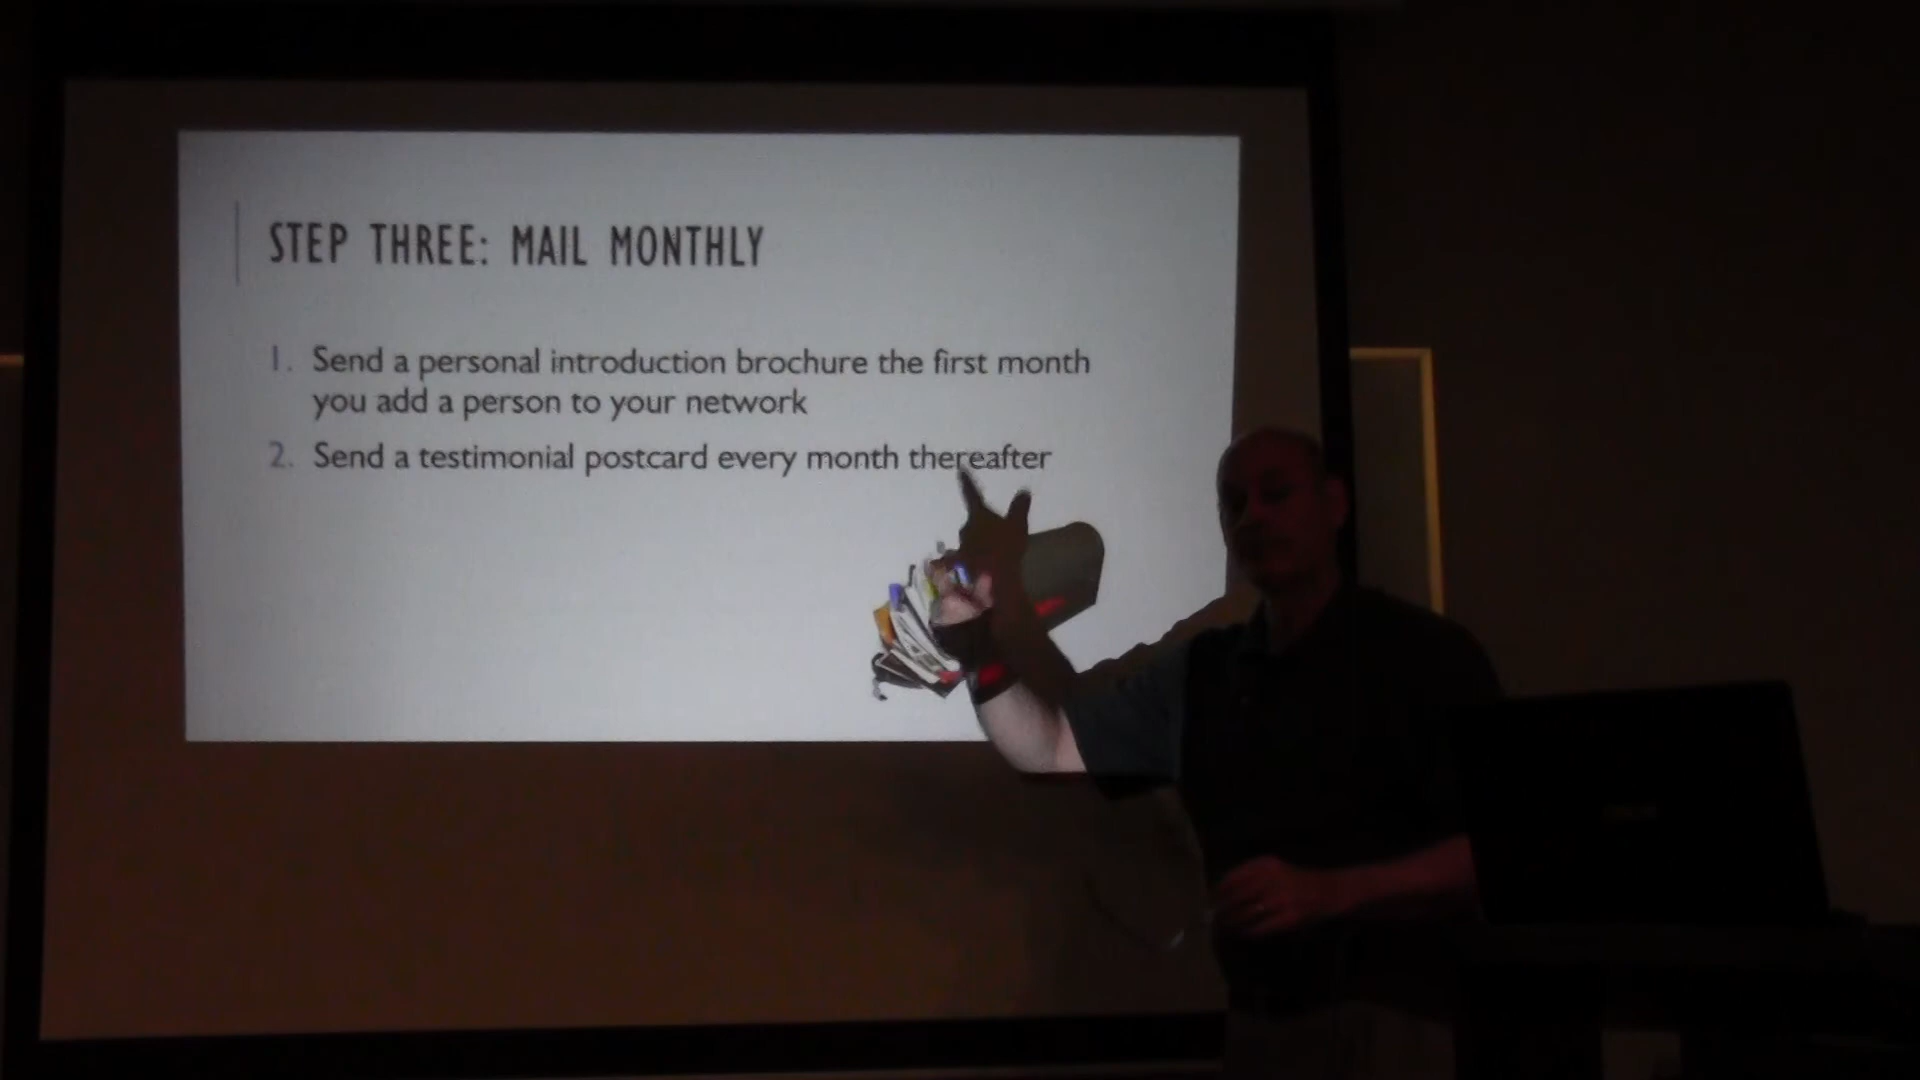 STEP THREE: MAIL MONTHLY
1. Send a personal introduction brochure the first month
you add a person to your network
2. Send a testimonial postcard every month thereafter